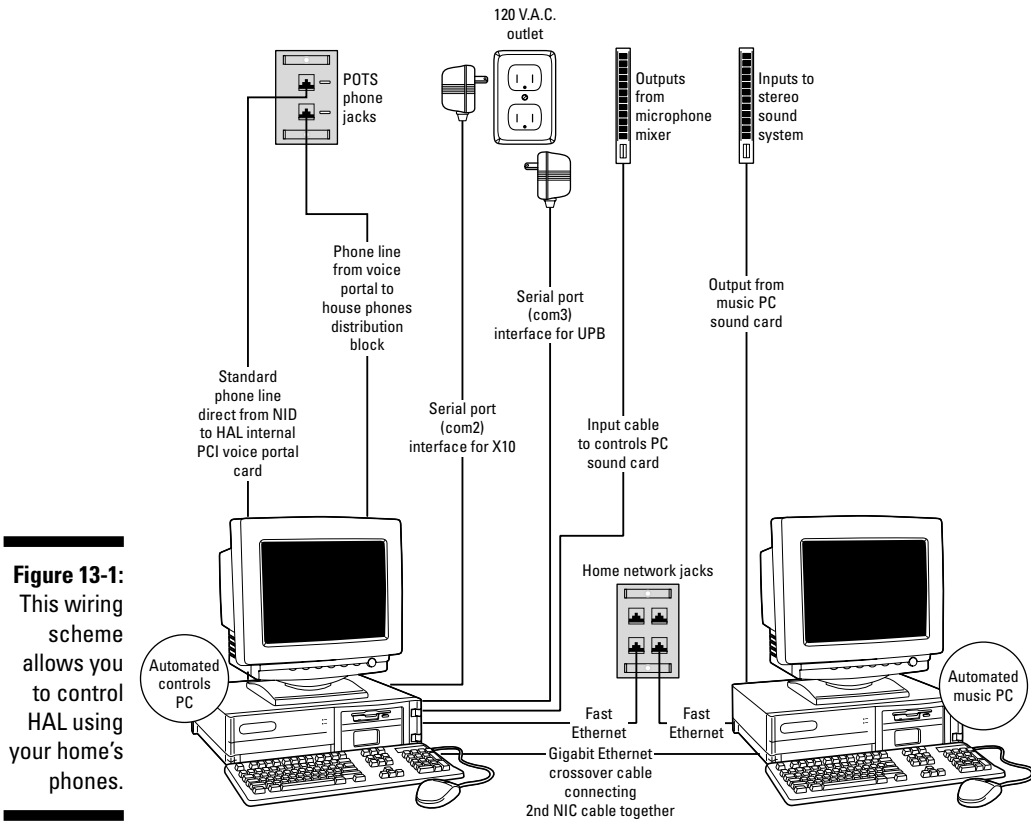 120 V.A.C.
outlet
POTS
phone
jacks
Outputs
from
microphone
mixer
Inputs to
stereo
sound
system
Phone line
from voice
portal to
house phones
distribution
block
Serial port
(com3)
interface for UPB
Output from
music PC
sound card
Standard
phone line
direct from NID
to HAL internal
PCI voice portal
card
Serial port
(com2)
interface for X10
Input cable
to controls PC
sound card
Figure 13-1:
This wiring
scheme
allows you
to control
HAL using
your home's
phones.
Home network jacks
Automated
controls
PC
Automated
music PC
Fast
Ethernet
Fast
Ethernet
Gigabit Ethernet
crossover cable
connecting
2nd NIC cable together